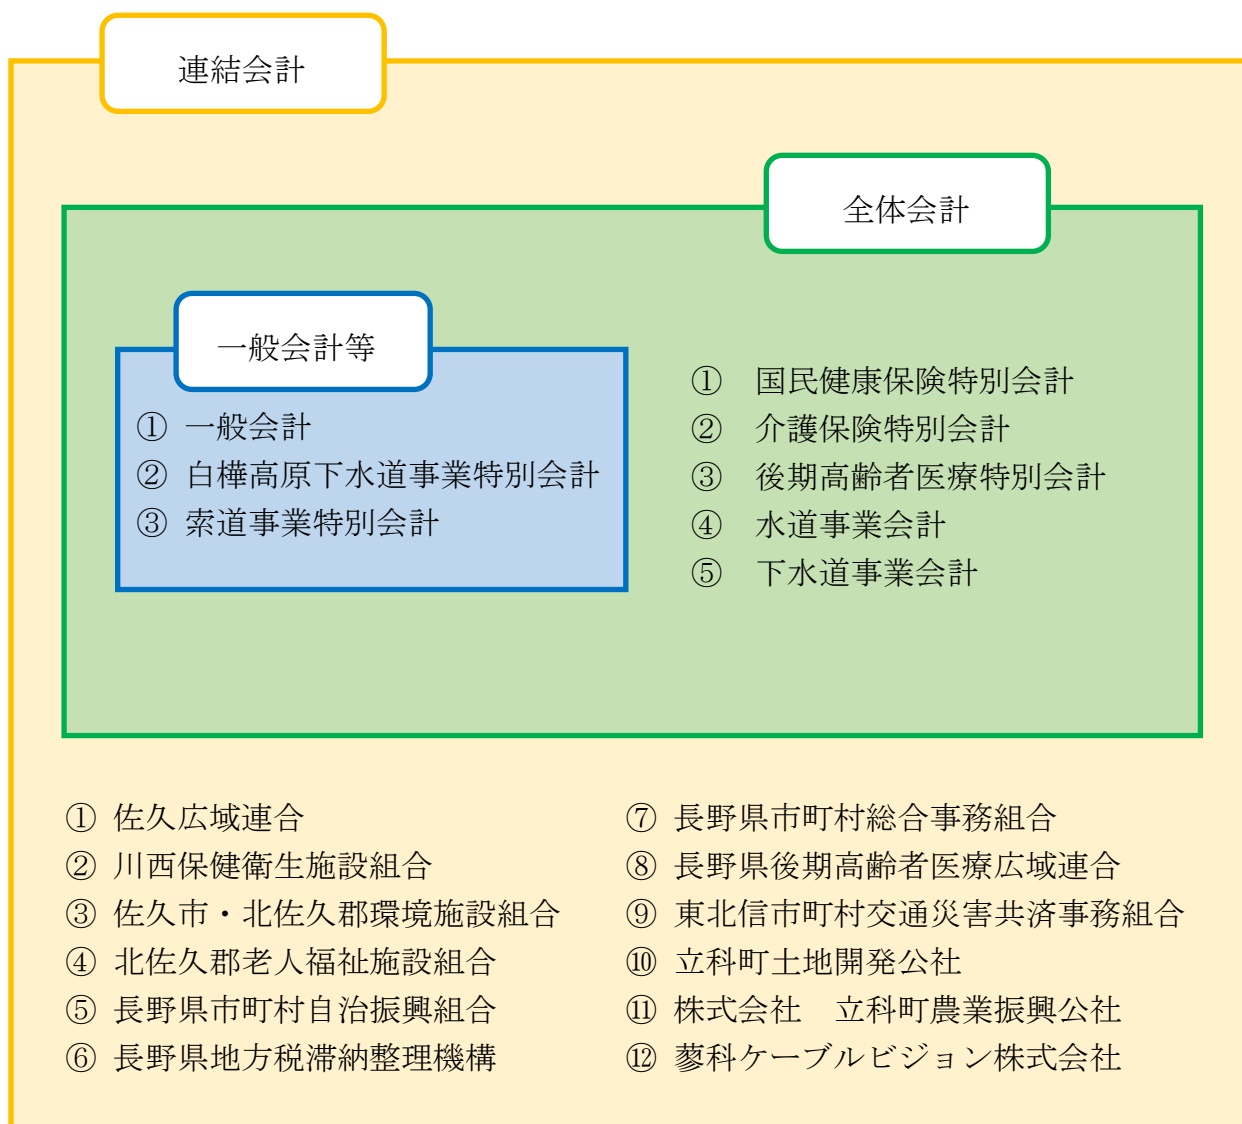 連結会計
全体会計
一般会計等
① 一般会計
② 白樺高原下水道事業特別会計
③ 索道事業特別会計
① 国民健康保険特別会計
② 介護保険特別会計
③ 後期高齢者医療特別会計
④ 水道事業会計
⑤ 下水道事業会計
① 佐久広域連合
② 川西保健衛生施設組合
③ 佐久市・北佐久郡環境施設組合
④ 北佐久郡老人福祉施設組合
⑤ 長野県市町村自治振興組合
⑥ 長野県地方税滞納整理機構
⑦ 長野県市町村総合事務組合
⑧ 長野県後期高齢者医療広域連合
⑨ 東北信市町村交通災害共済事務組合
⑩ 立科町土地開発公社
⑪ 株式会社　立科町農業振興公社
⑫ 蓼科ケーブルビジョン株式会社